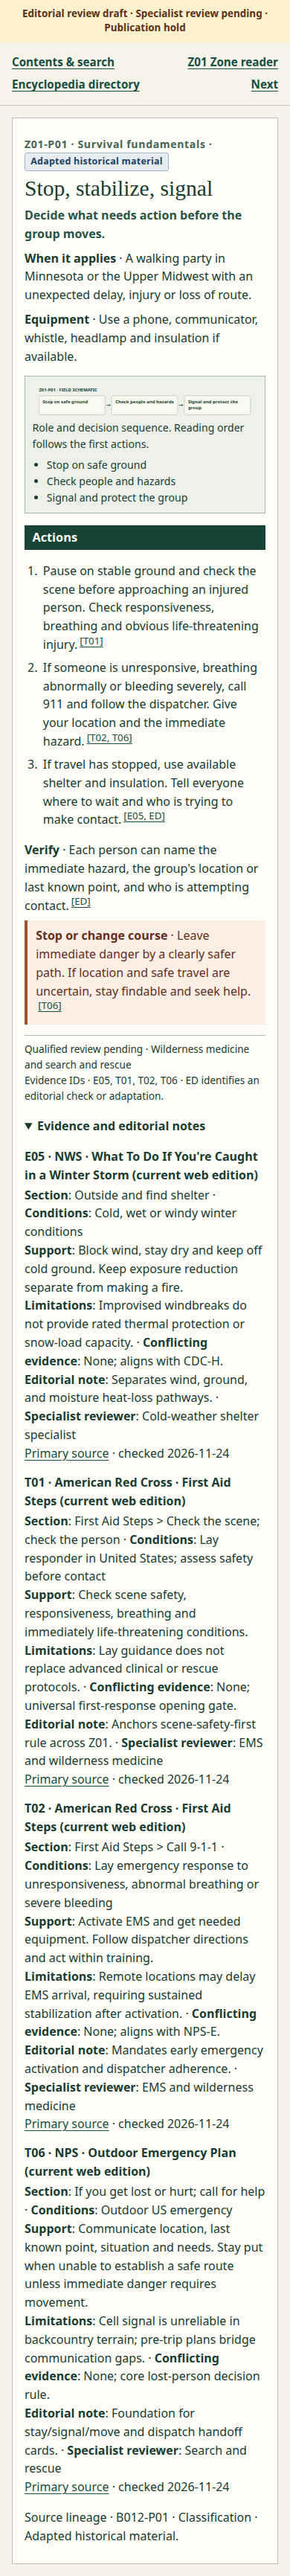 Editorial review draft · Specialist review pending ·
Publication hold
Contents & search
Z01 Zone reader
Encyclopedia directory
Next
Z01-P01 · Survival fundamentals ·
Adapted historical material
Stop, stabilize, signal
Decide what needs action before the
group moves.
When it applies · A walking party in
Minnesota or the Upper Midwest with an
unexpected delay, injury or loss of route.
Equipment · Use a phone, communicator,
whistle, headlamp and insulation if
available.
Z01-P01 · FIELD SCHEMATIC
Stop on safe ground
→
Check people and hazards
→
Signal and protect the
group
Role and decision sequence. Reading order
follows the first actions.
• Stop on safe ground
• Check people and hazards
• Signal and protect the group
Actions
1. Pause on stable ground and check the
scene before approaching an injured
person. Check responsiveness,
breathing and obvious life-threatening
injury. [T01]
2. If someone is unresponsive, breathing
abnormally or bleeding severely, call
911 and follow the dispatcher. Give
your location and the immediate
hazard. [T02, T06]
3. If travel has stopped, use available
shelter and insulation. Tell everyone
where to wait and who is trying to
make contact. [E05, ED]
Verify · Each person can name the
immediate hazard, the group's location or
last known point, and who is attempting
contact. [ED]
Stop or change course · Leave
immediate danger by a clearly safer
path. If location and safe travel are
uncertain, stay findable and seek help.
[T06]
Qualified review pending · Wilderness medicine
and search and rescue
Evidence IDs · E05, T01, T02, T06 · ED identifies an
editorial check or adaptation.
▼ Evidence and editorial notes
E05 · NWS · What To Do If You're Caught
in a Winter Storm (current web edition)
Section: Outside and find shelter ·
Conditions: Cold, wet or windy winter
conditions
Support: Block wind, stay dry and keep off
cold ground. Keep exposure reduction
separate from making a fire.
Limitations: Improvised windbreaks do
not provide rated thermal protection or
snow-load capacity. · Conflicting
evidence: None; aligns with CDC-H.
Editorial note: Separates wind, ground,
and moisture heat-loss pathways. ·
Specialist reviewer: Cold-weather shelter
specialist
Primary source · checked 2026-11-24
T01 · American Red Cross · First Aid
Steps (current web edition)
Section: First Aid Steps > Check the scene;
check the person · Conditions: Lay
responder in United States; assess safety
before contact
Support: Check scene safety,
responsiveness, breathing and
immediately life-threatening conditions.
Limitations: Lay guidance does not
replace advanced clinical or rescue
protocols. · Conflicting evidence: None;
universal first-response opening gate.
Editorial note: Anchors scene-safety-first
rule across Z01. · Specialist reviewer: EMS
and wilderness medicine
Primary source · checked 2026-11-24
T02 · American Red Cross · First Aid
Steps (current web edition)
Section: First Aid Steps > Call 9-1-1 ·
Conditions: Lay emergency response to
unresponsiveness, abnormal breathing or
severe bleeding
Support: Activate EMS and get needed
equipment. Follow dispatcher directions
and act within training.
Limitations: Remote locations may delay
EMS arrival, requiring sustained
stabilization after activation. · Conflicting
evidence: None; aligns with NPS-E.
Editorial note: Mandates early emergency
activation and dispatcher adherence. ·
Specialist reviewer: EMS and wilderness
medicine
Primary source · checked 2026-11-24
T06 · NPS · Outdoor Emergency Plan
(current web edition)
Section: If you get lost or hurt; call for help
· Conditions: Outdoor US emergency
Support: Communicate location, last
known point, situation and needs. Stay put
when unable to establish a safe route
unless immediate danger requires
movement.
Limitations: Cell signal is unreliable in
backcountry terrain; pre-trip plans bridge
communication gaps. · Conflicting
evidence: None; core lost-person decision
rule.
Editorial note: Foundation for
stay/signal/move and dispatch handoff
cards. · Specialist reviewer: Search and
rescue
Primary source · checked 2026-11-24
Source lineage · B012-P01 · Classification ·
Adapted historical material.